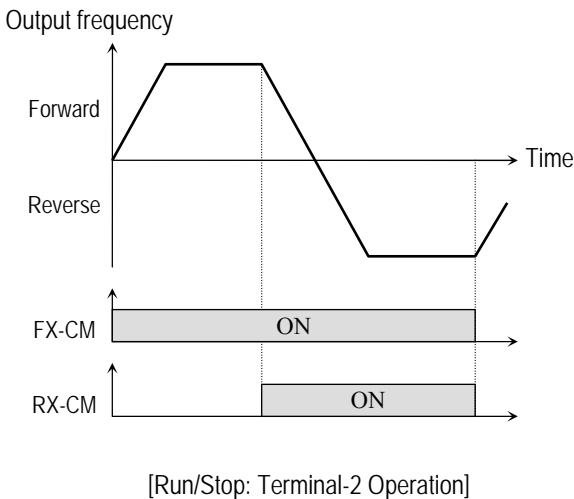 Output frequency
Forward
Time
Reverse
FX-CM
ON
RX-CM
ON
[Run/Stop: Terminal-2 Operation]